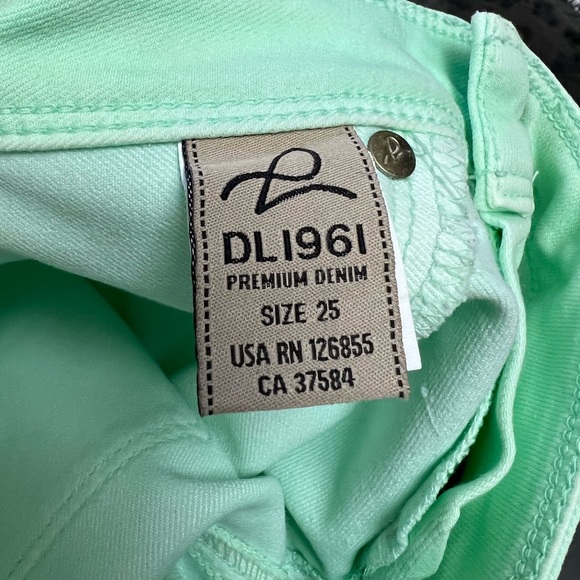 DL1961
PREMIUM DENIM
SIZE 25
USA RN 126855
CA 37584